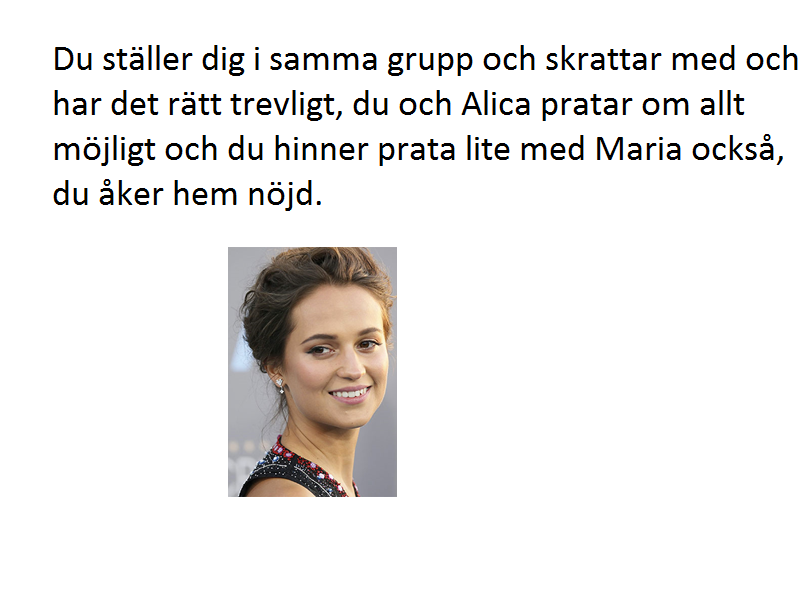 Du ställer dig i samma grupp och skrattar med och
har det rätt trevligt, du och Alica pratar om allt
möjligt och du hinner prata lite med Maria också,
du åker hem nöjd.